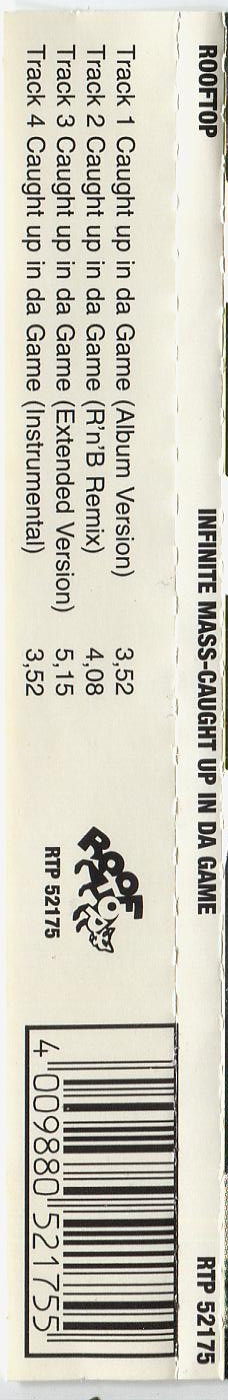 ROOFTOP INFINITE MASS-CAUGHT UP IN DA GAME RTP 52175
Track 1 Caught up in da Game (Album Version) 3,52
Track 2 Caught up in da Game (R'n'B Remix) 4,08
Track 3 Caught up in da Game (Extended Version) 5,15
Track 4 Caught up in da Game (Instrumental) 3,52
ROOF
TOP
RTP 52175
4 009880 521755